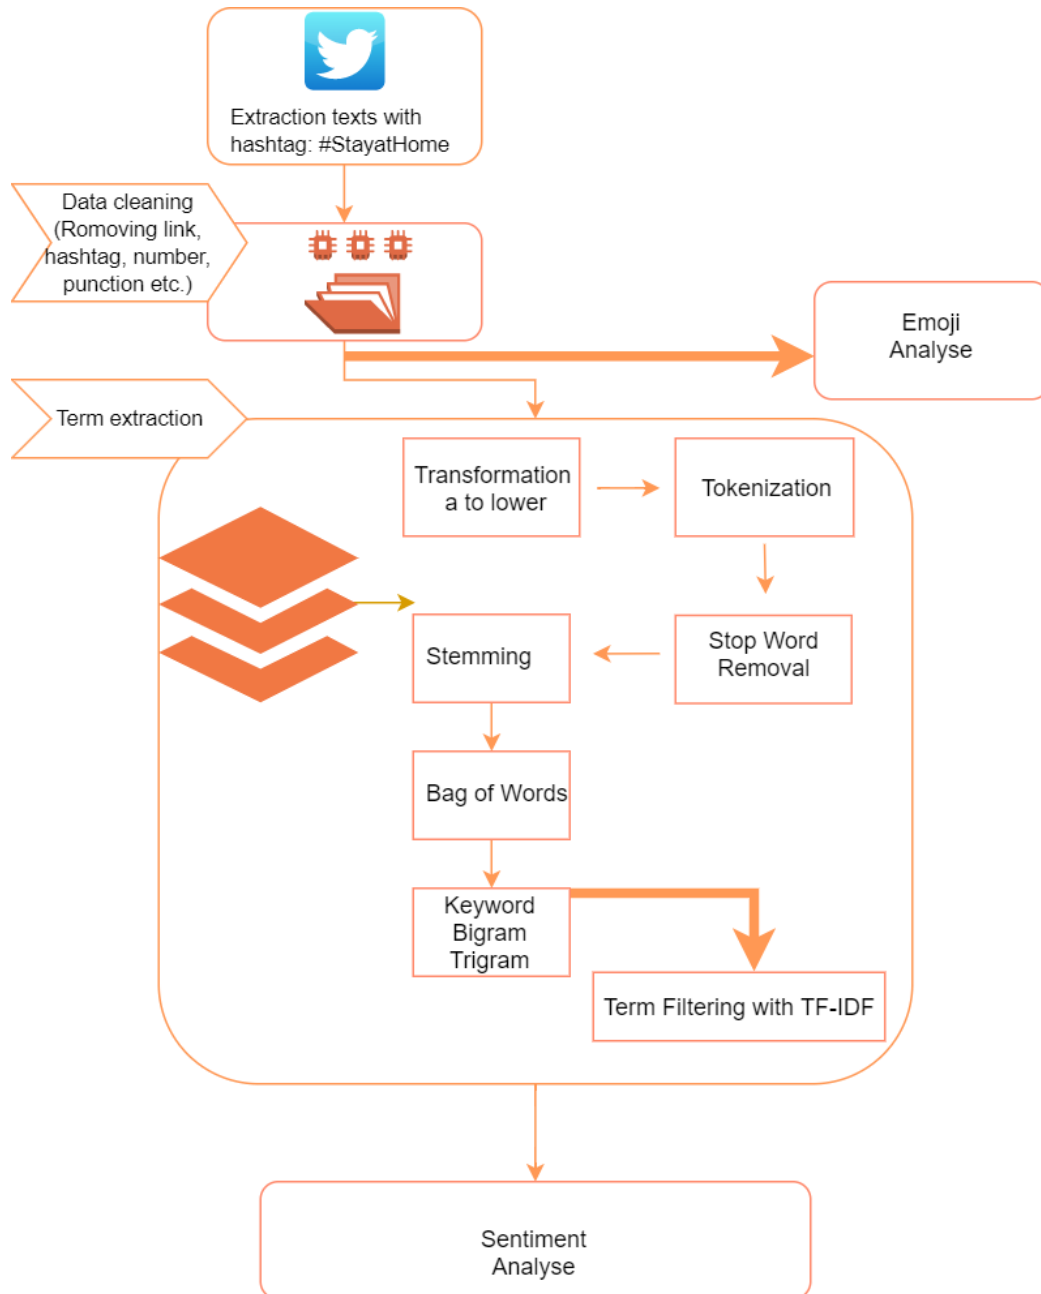 Extraction texts with
hashtag: #StayatHome
Data cleaning
(Romoving link,
hashtag, number,
punction etc.)
Emoji
Analyse
Term extraction
Transformation
a to lower
Tokenization
Stop Word
Removal
Stemming
Bag of Words
Keyword
Bigram
Trigram
Term Filtering with TF-IDF
Sentiment
Analyse